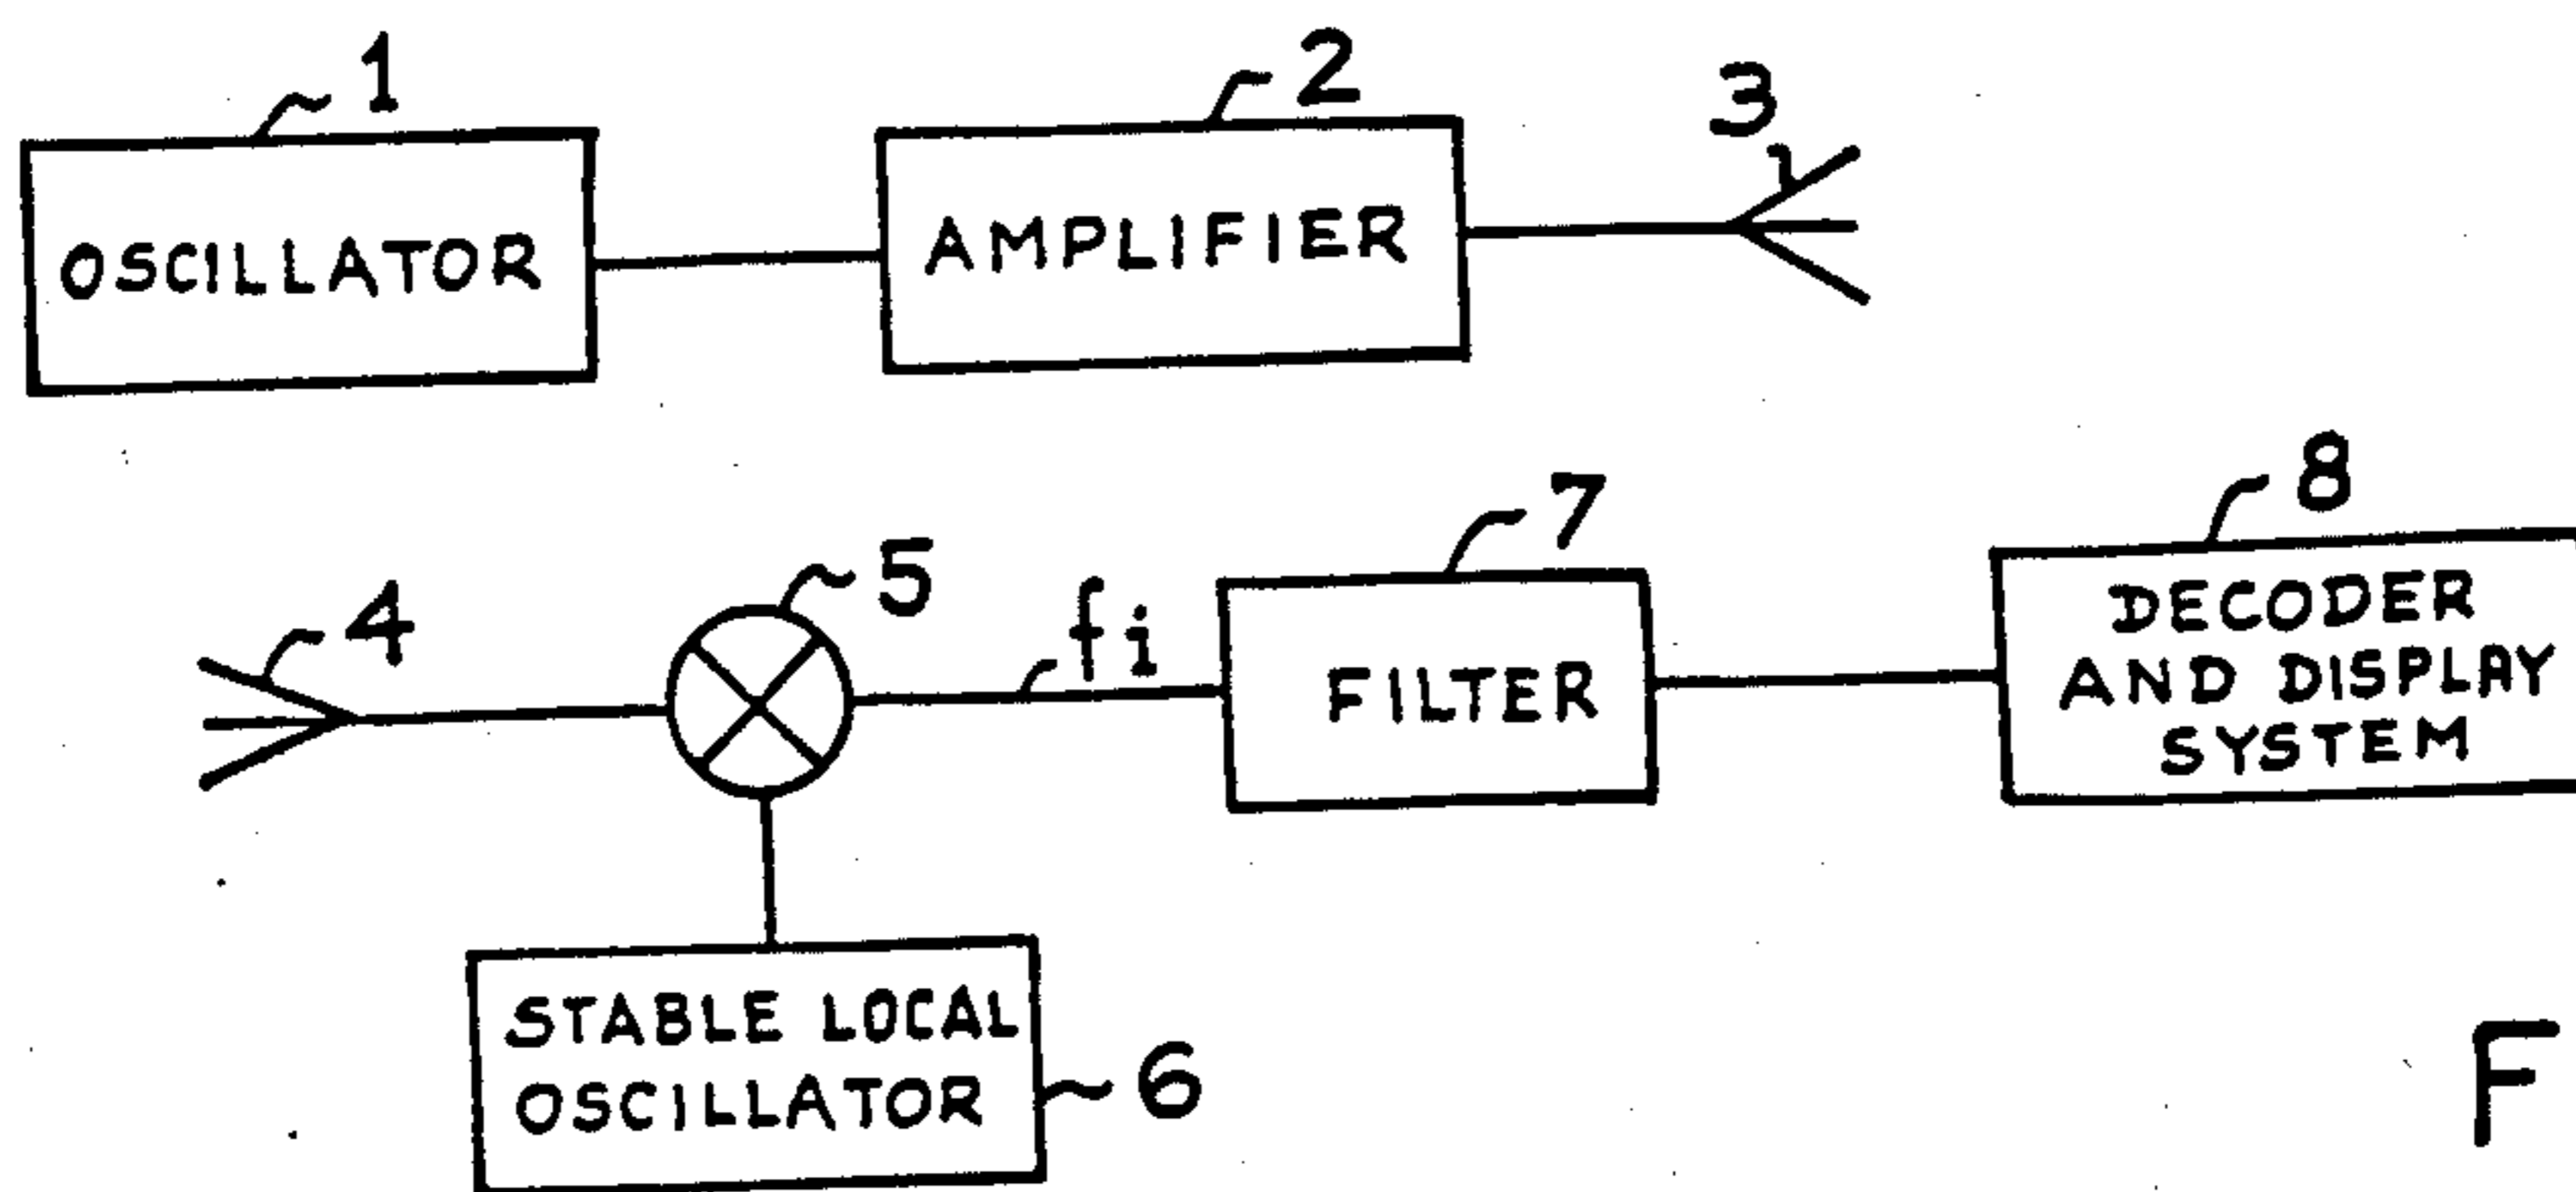 1
2
3
OSCILLATOR
AMPLIFIER
4
5
fi
7
8
FILTER
DECODER
AND DISPLAY
SYSTEM
STABLE LOCAL
OSCILLATOR
6
F